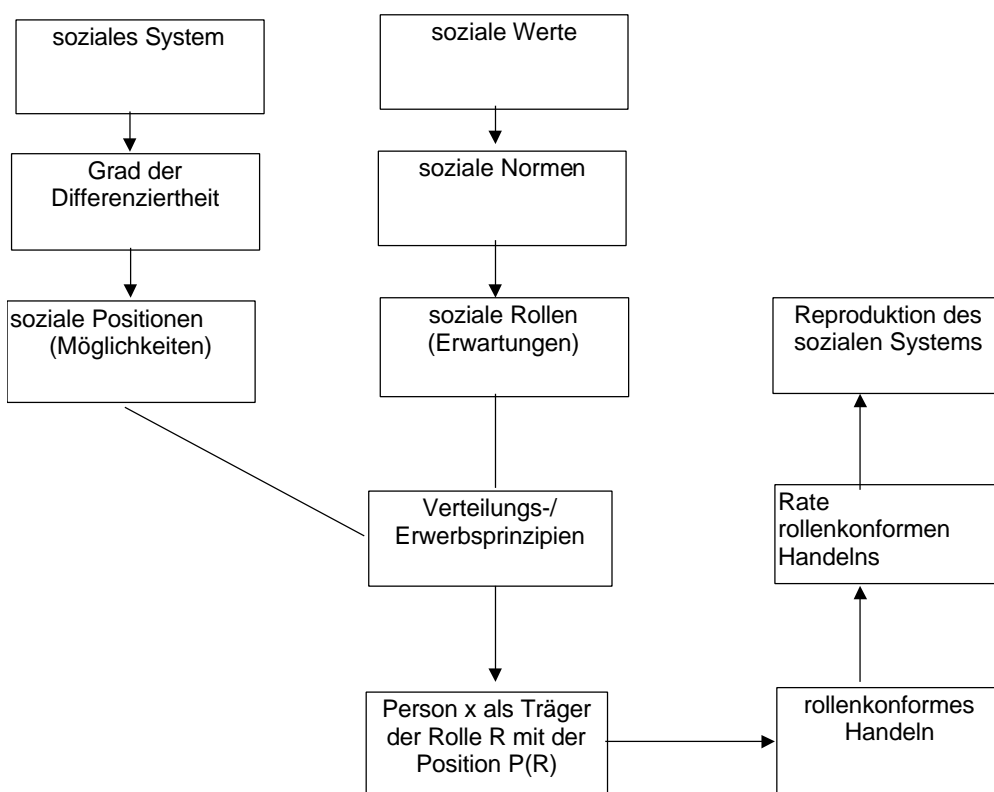 soziales System
soziale Werte
Grad der
Differenziertheit
soziale Normen
soziale Positionen
(Möglichkeiten)
soziale Rollen
(Erwartungen)
Reproduktion des
sozialen Systems
Verteilungs-/
Erwerbsprinzipien
Rate
rollenkonformen
Handelns
Person x als Träger
der Rolle R mit der
Position P(R)
rollenkonformes
Handeln